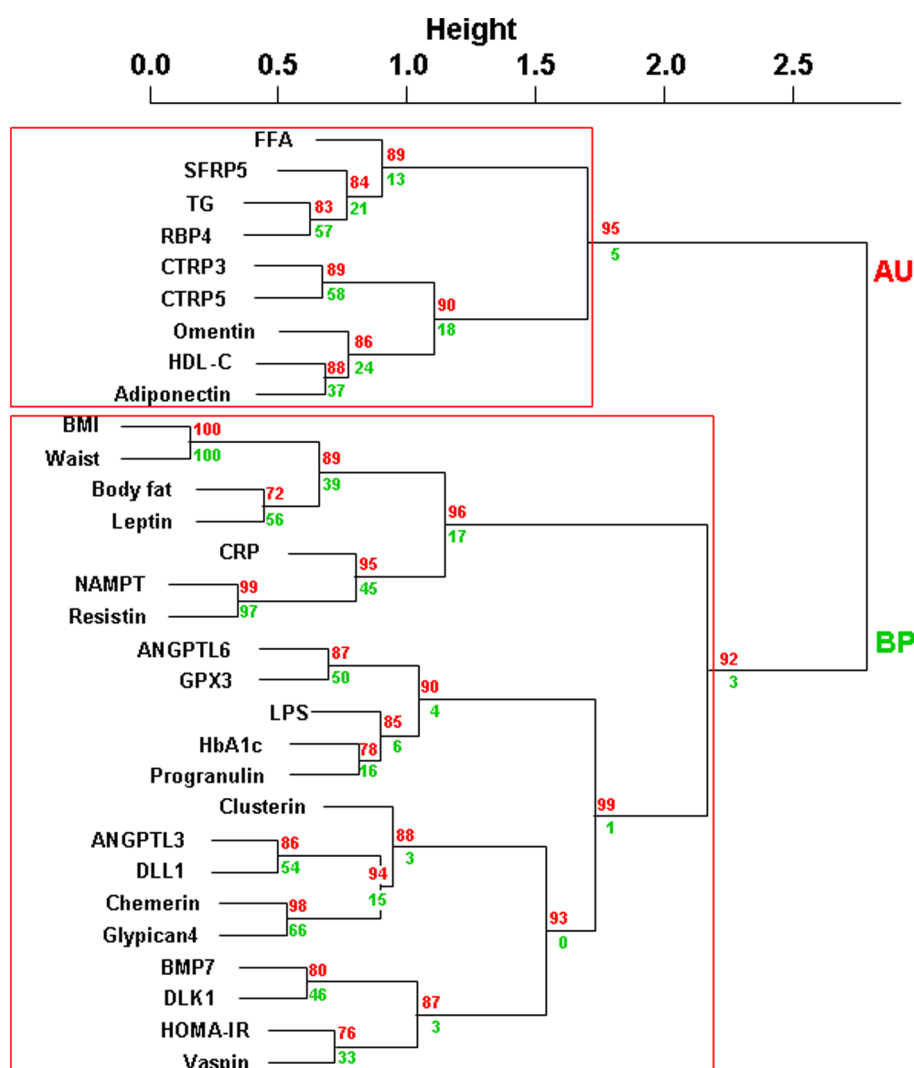 Height
0.0 0.5 1.0 1.5 2.0 2.5
FFA
89
13
SFRP5
84
21
TG
83
57
RBP4
95
5
AU
CTRP3
89
58
CTRP5
90
18
Omentin
86
24
HDL-C
88
37
Adiponectin
BMI
100
100
Waist
89
39
Body fat
72
56
Leptin
96
17
CRP
95
45
NAMPT
99
97
Resistin
BP
ANGPTL6
87
50
GPX3
92
3
90
4
LPS
85
6
HbA1c
78
16
Progranulin
Clusterin
99
1
88
3
ANGPTL3
86
54
DLL1
94
15
Chemerin
98
66
Glypican4
93
0
BMP7
80
46
DLK1
87
3
HOMA-IR
76
33
Vaspin